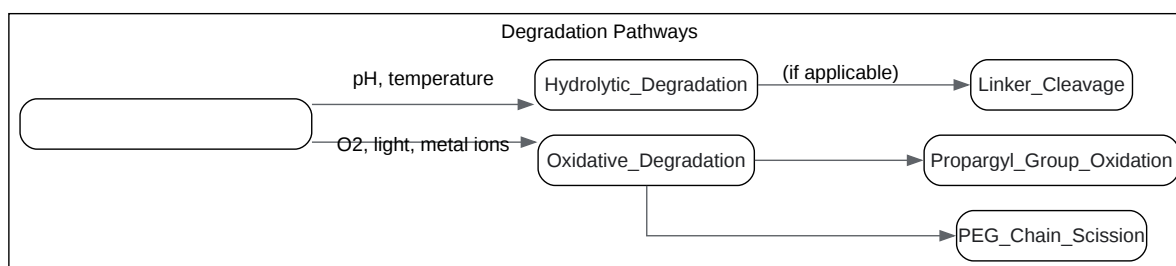 Degradation Pathways
pH, temperature
Hydrolytic_Degradation
(if applicable)
Linker_Cleavage
O2, light, metal ions
Oxidative_Degradation
Propargyl_Group_Oxidation
PEG_Chain_Scission